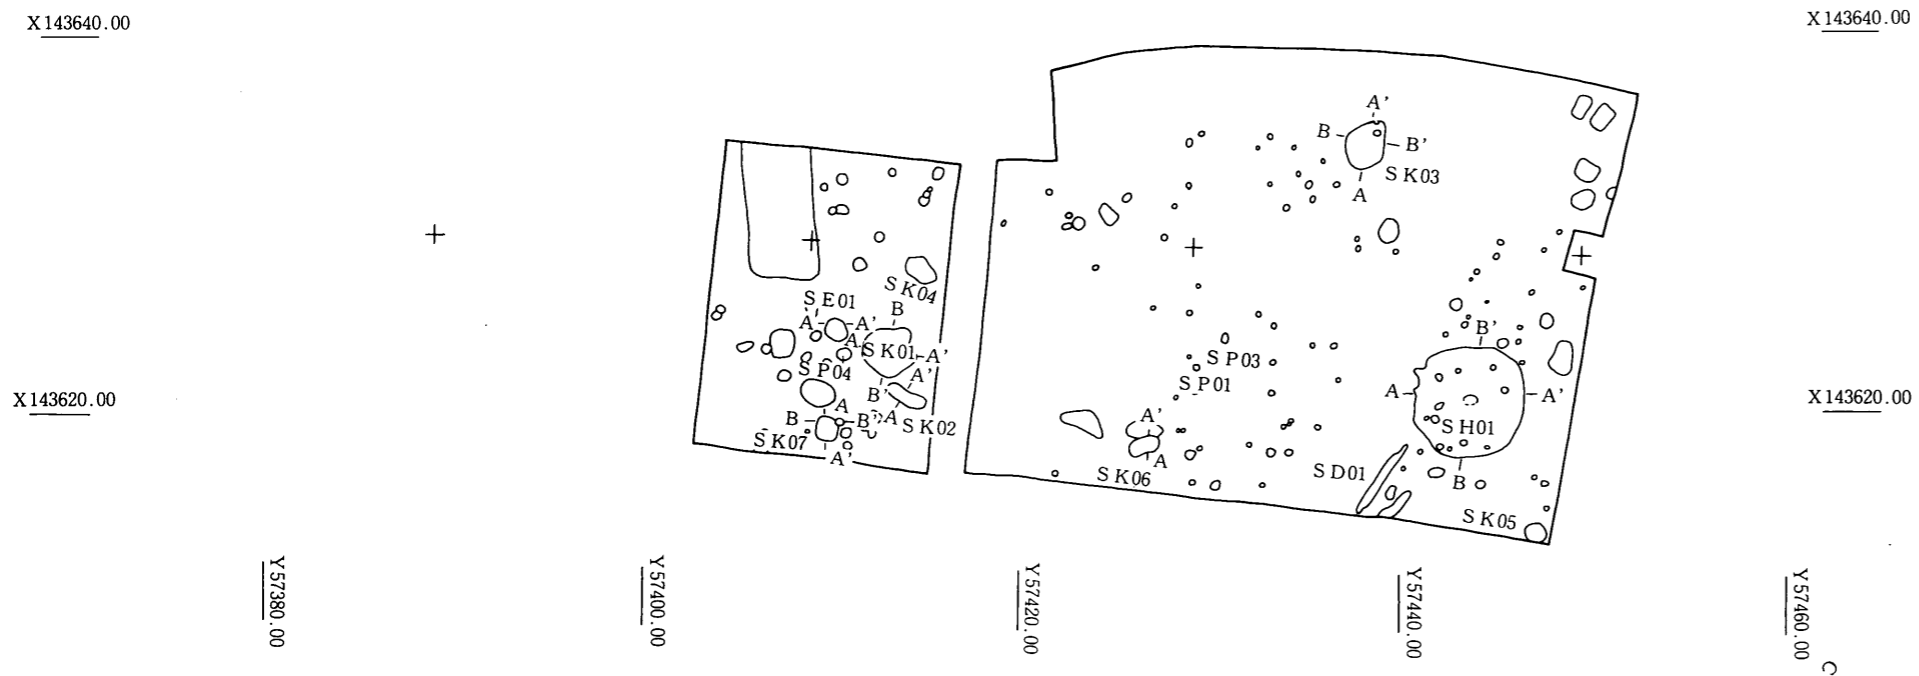 X143640.00
X143640.00
A'
B
B'
SK03
A
SK04
SE01
B
A
A'
A
SK01
A'
B'
SP03
SP04
A'
SP01
B'
X143620.00
A
A'
X143620.00
B'
A
A
B
B'
A
SK02
A'
SH01
SK07
A'
A
SK06
SD01
B
SK05
Y57380.00
Y57400.00
Y57420.00
Y57440.00
Y57460.00